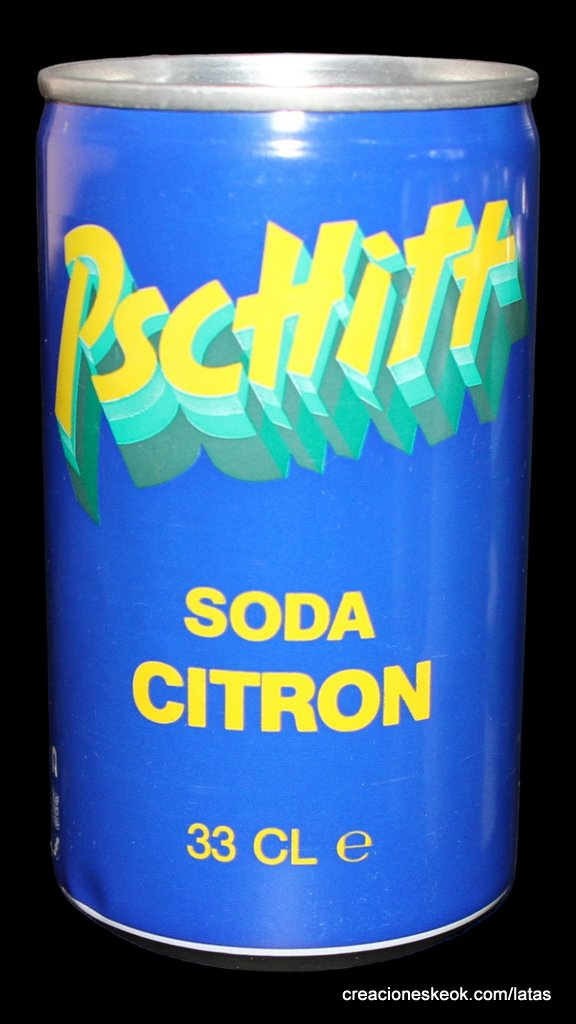 Pschitt
SODA
CITRON
33 CL ℮
creacioneskeok.com/latas